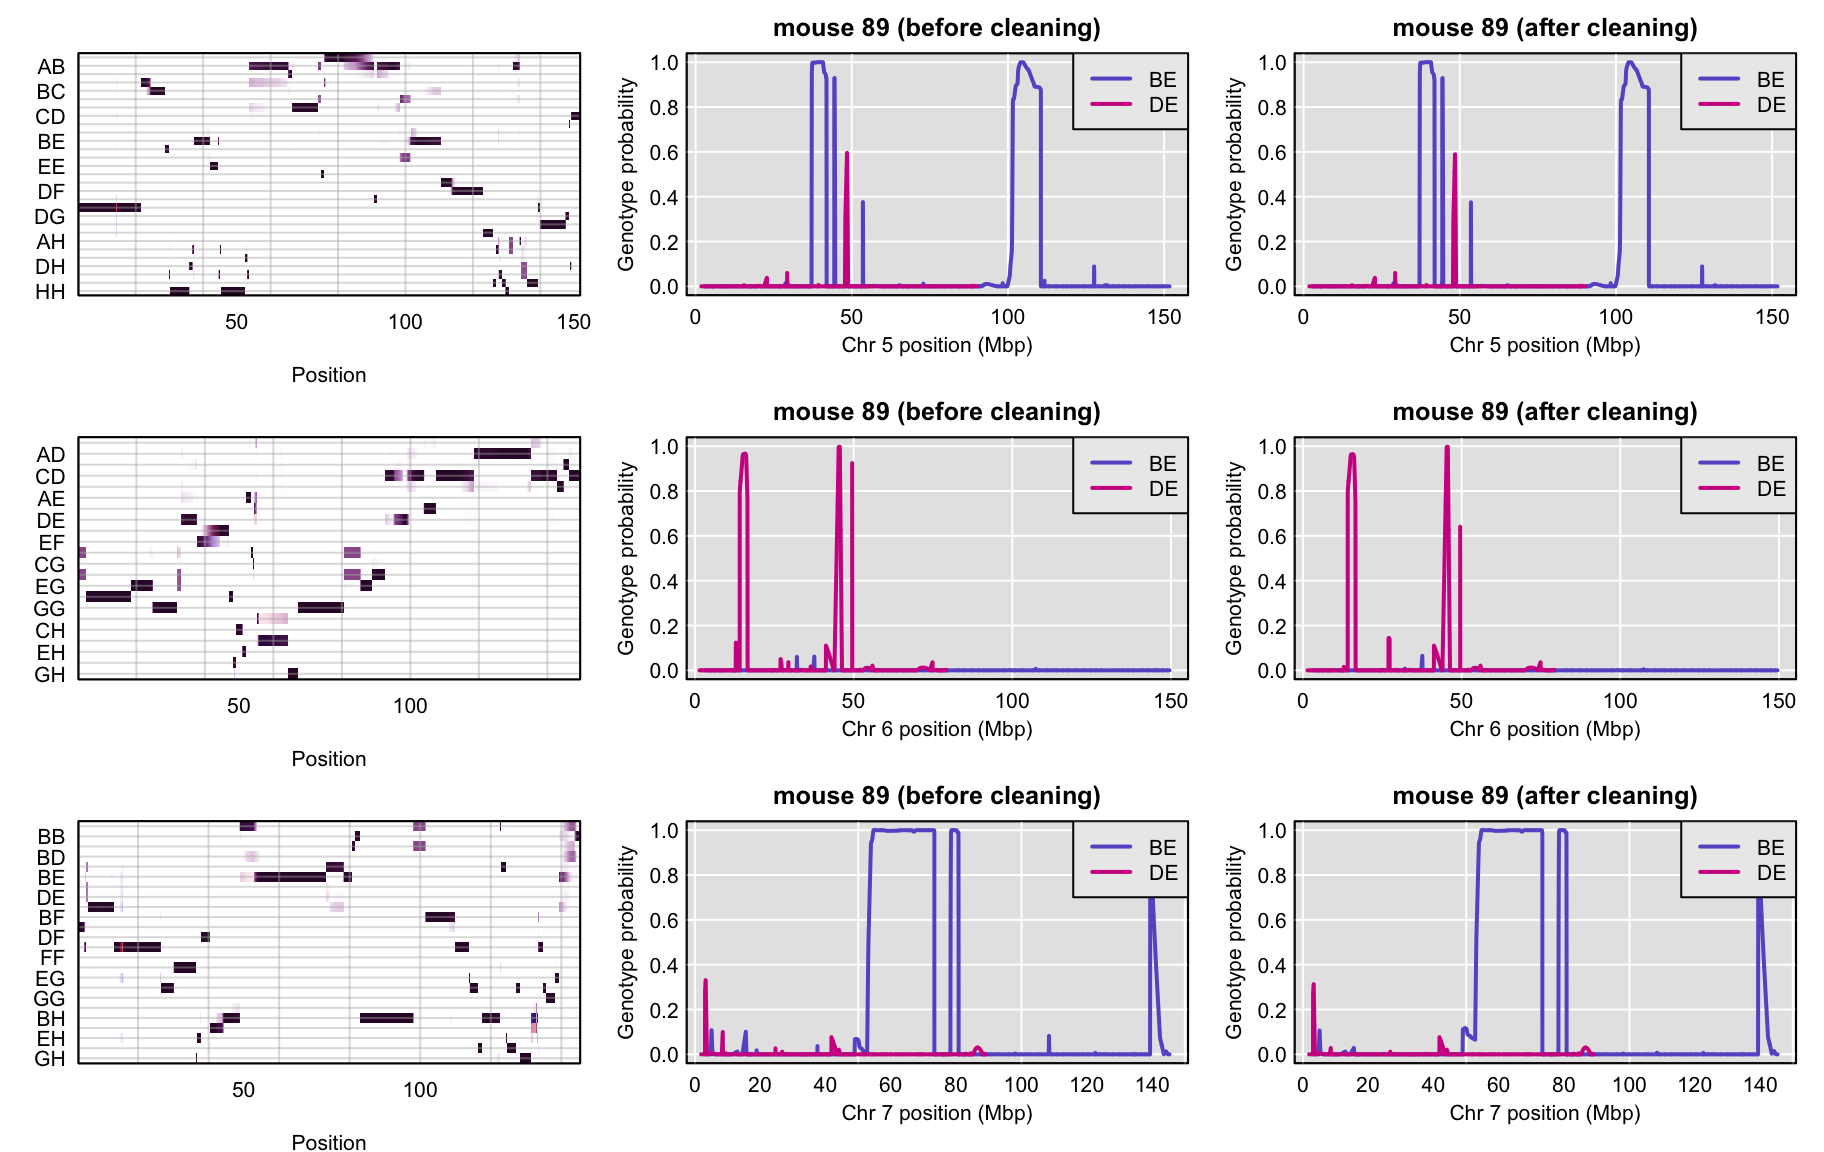 AB
BC
CD
BE
EE
DF
DG
AH
DH
HH
50 100 150
Position
mouse 89 (before cleaning)
Genotype probability
1.0
0.8
0.6
0.4
0.2
0.0
BE
DE
0 50 100 150
Chr 5 position (Mbp)
mouse 89 (after cleaning)
Genotype probability
1.0
0.8
0.6
0.4
0.2
0.0
BE
DE
0 50 100 150
Chr 5 position (Mbp)
AD
CD
AE
DE
EF
CG
EG
GG
CH
EH
GH
50 100
Position
mouse 89 (before cleaning)
Genotype probability
1.0
0.8
0.6
0.4
0.2
0.0
BE
DE
0 50 100 150
Chr 6 position (Mbp)
mouse 89 (after cleaning)
Genotype probability
1.0
0.8
0.6
0.4
0.2
0.0
BE
DE
0 50 100 150
Chr 6 position (Mbp)
BB
BD
BE
DE
BF
DF
FF
EG
GG
BH
EH
GH
50 100
Position
mouse 89 (before cleaning)
Genotype probability
1.0
0.8
0.6
0.4
0.2
0.0
BE
DE
0 20 40 60 80 100 120 140
Chr 7 position (Mbp)
mouse 89 (after cleaning)
Genotype probability
1.0
0.8
0.6
0.4
0.2
0.0
BE
DE
0 20 40 60 80 100 120 140
Chr 7 position (Mbp)